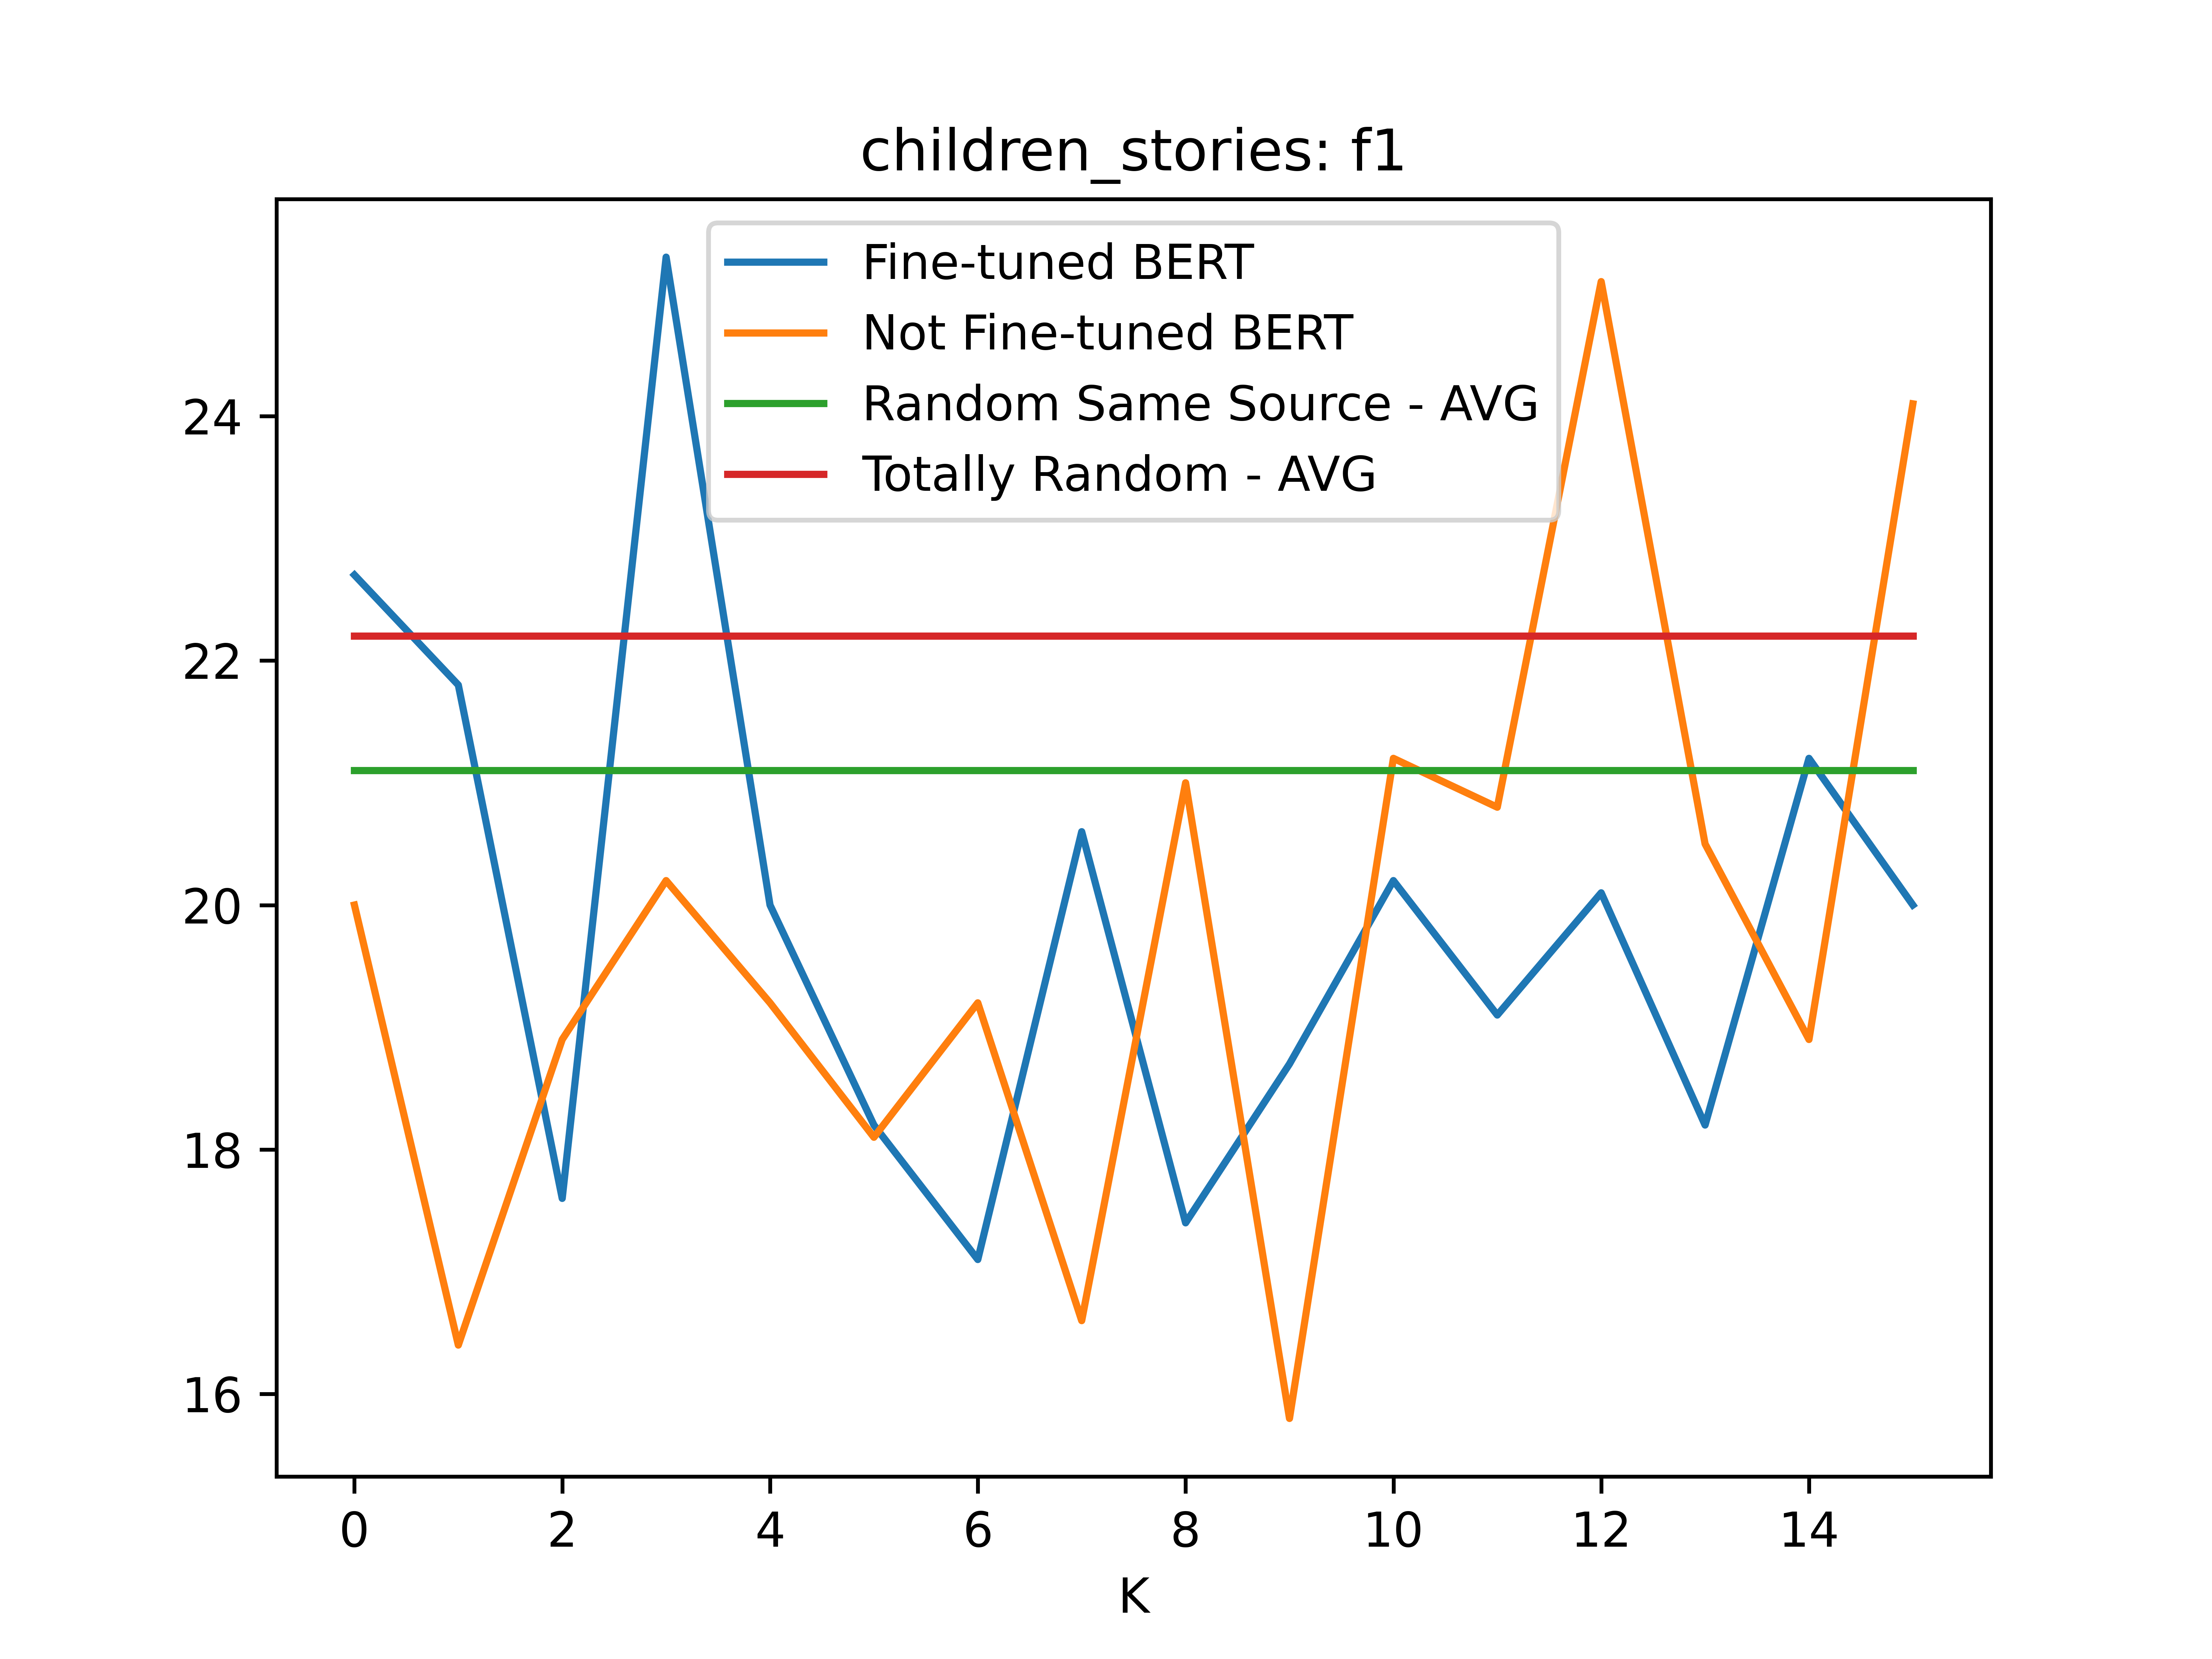 children_stories: f1
Fine-tuned BERT
Not Fine-tuned BERT
Random Same Source - AVG
Totally Random - AVG
24
22
20
18
16
0 2 4 6 8 10 12 14
K